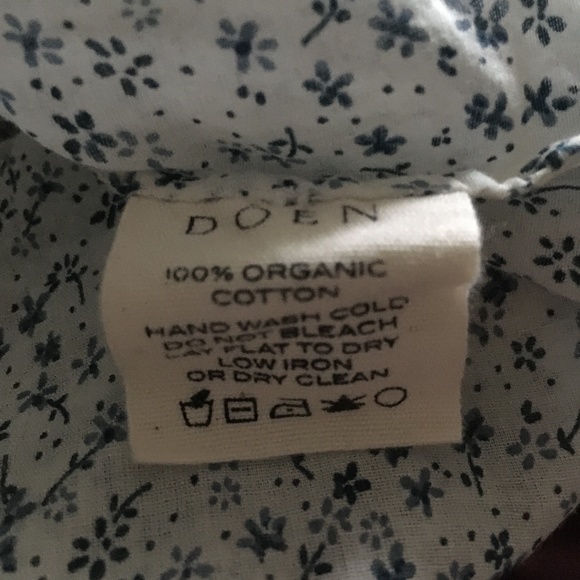 DOEN
100% ORGANIC
COTTON
HAND WASH COLD
DO NOT BLEACH
LAY FLAT TO DRY
LOW IRON
OR DRY CLEAN